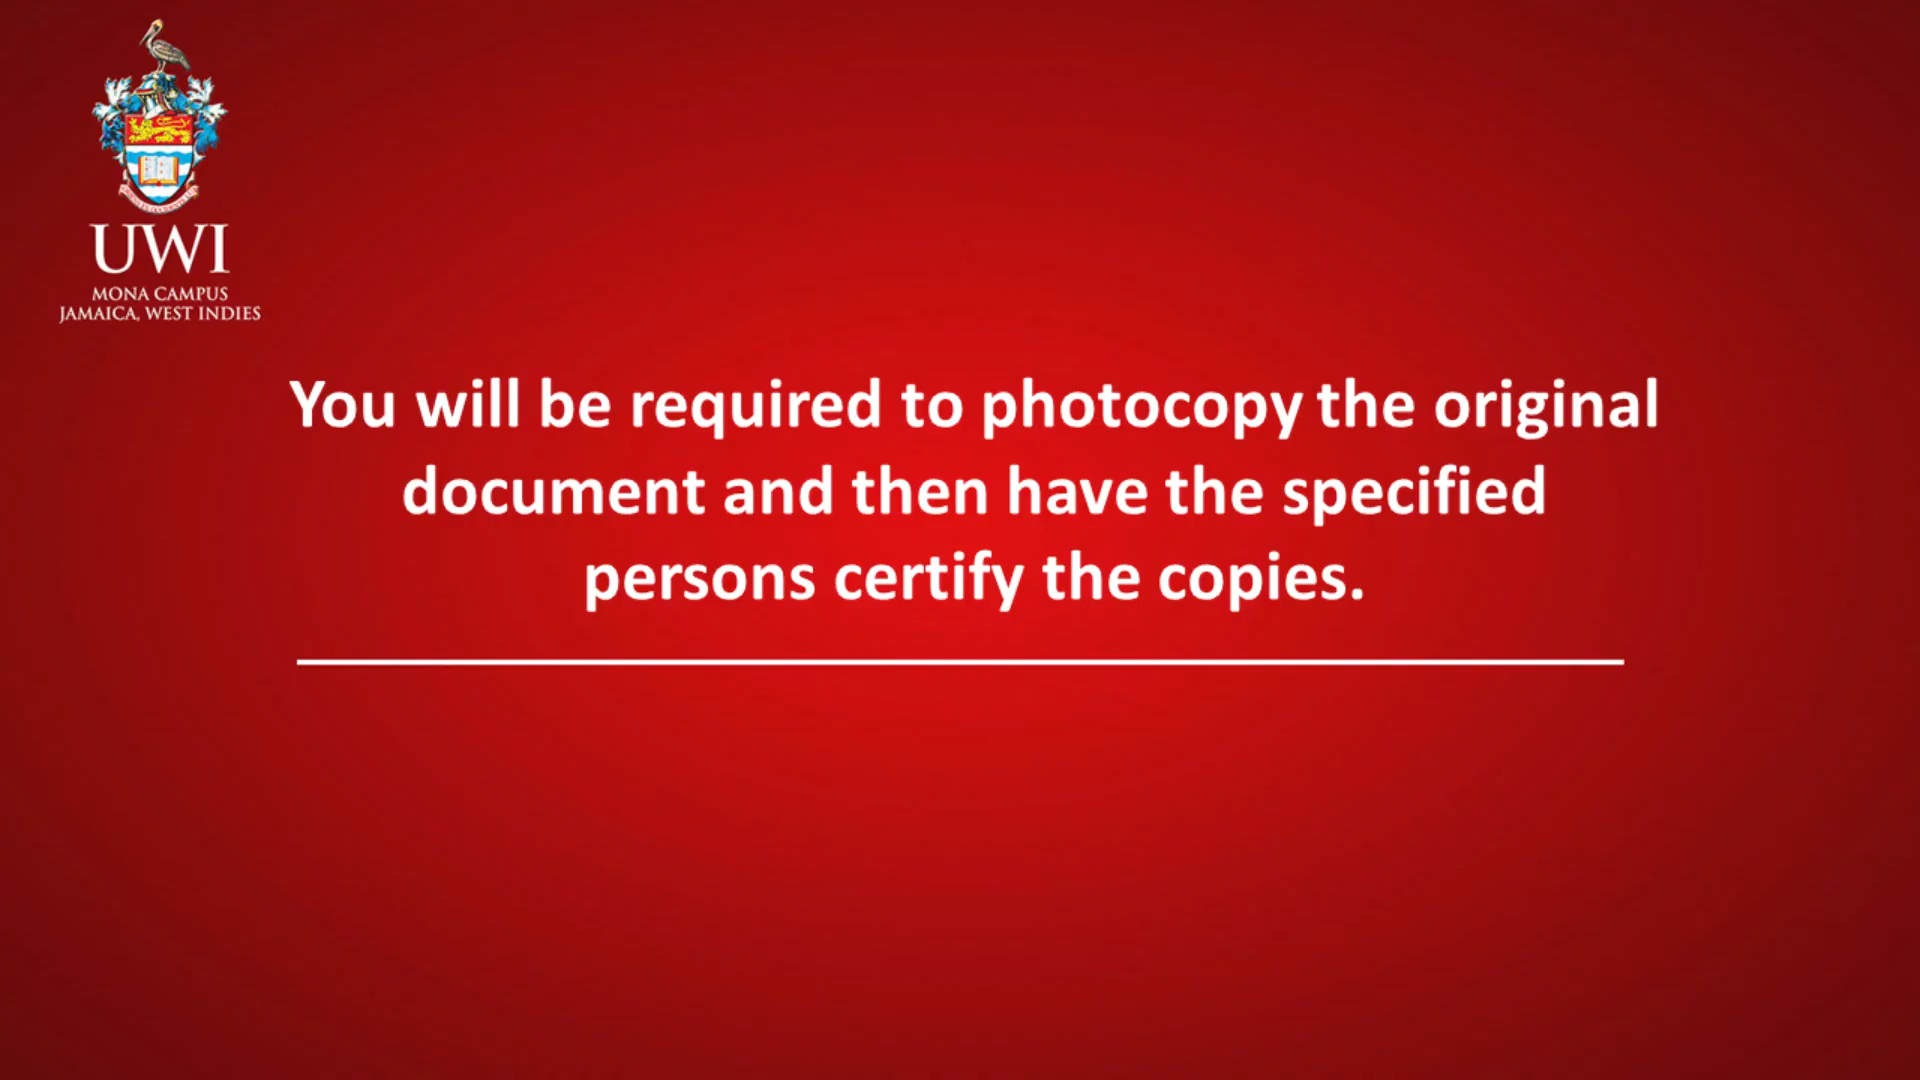 UWI
MONA CAMPUS
JAMAICA, WEST INDIES
You will be required to photocopy the original
document and then have the specified
persons certify the copies.